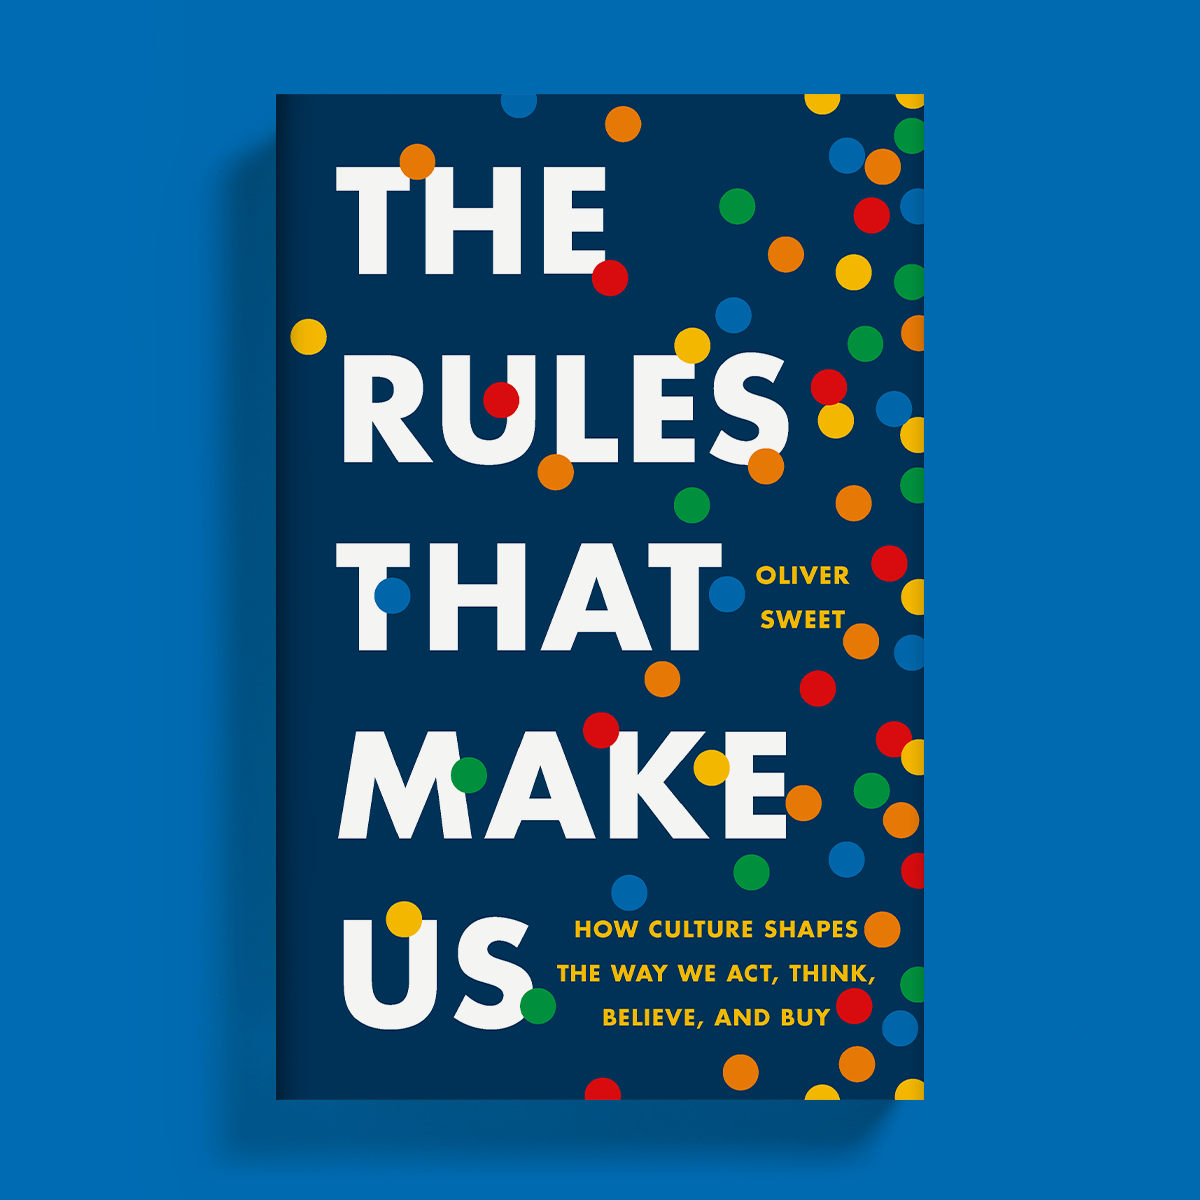 THE
RULES
THAT
OLIVER
SWEET
MAKE
US
HOW CULTURE SHAPES
THE WAY WE ACT, THINK,
BELIEVE, AND BUY